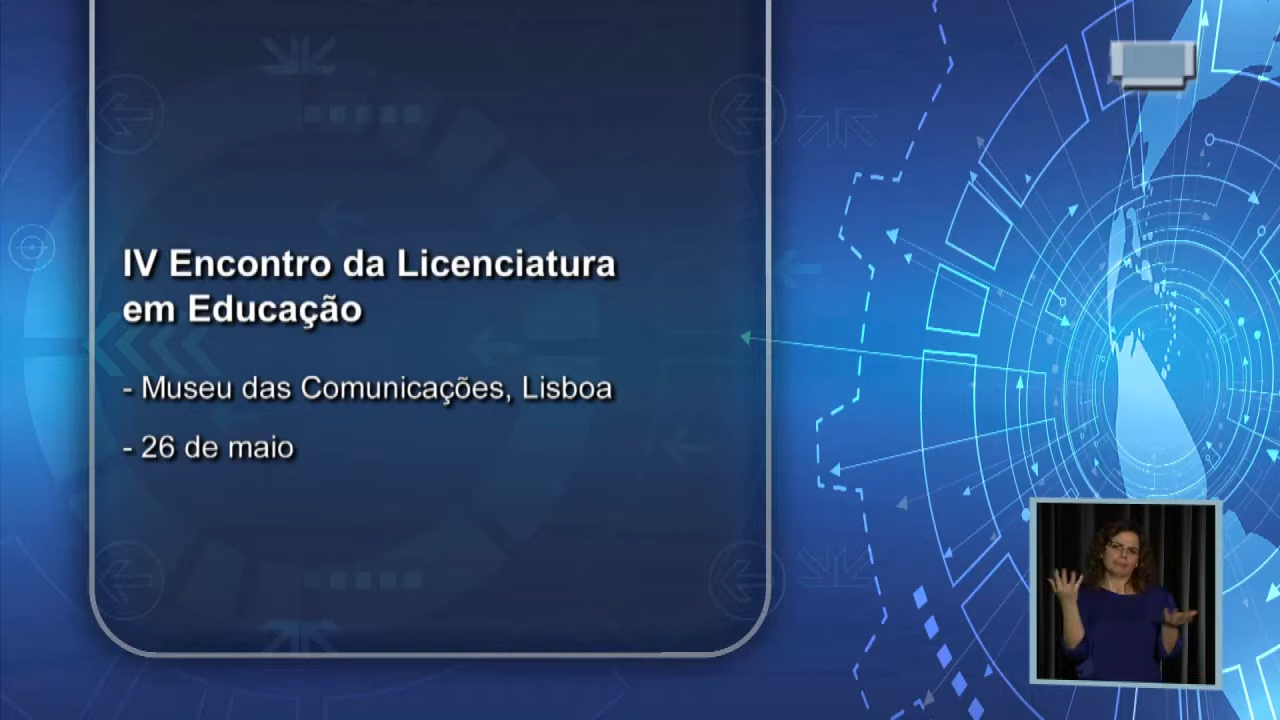 IV Encontro da Licenciatura
em Educação
- Museu das Comunicações, Lisboa
- 26 de maio